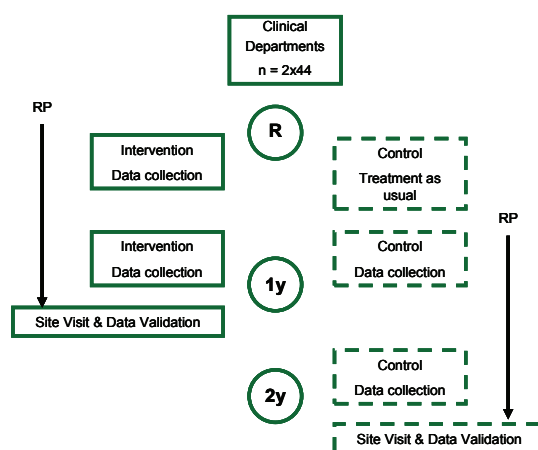 Clinical
Departments
n = 2x44
RP
R
Intervention
Data collection
Control
Treatment as
usual
RP
Intervention
Data collection
Control
Data collection
1y
Site Visit & Data Validation
Control
Data collection
2y
Site Visit & Data Validation